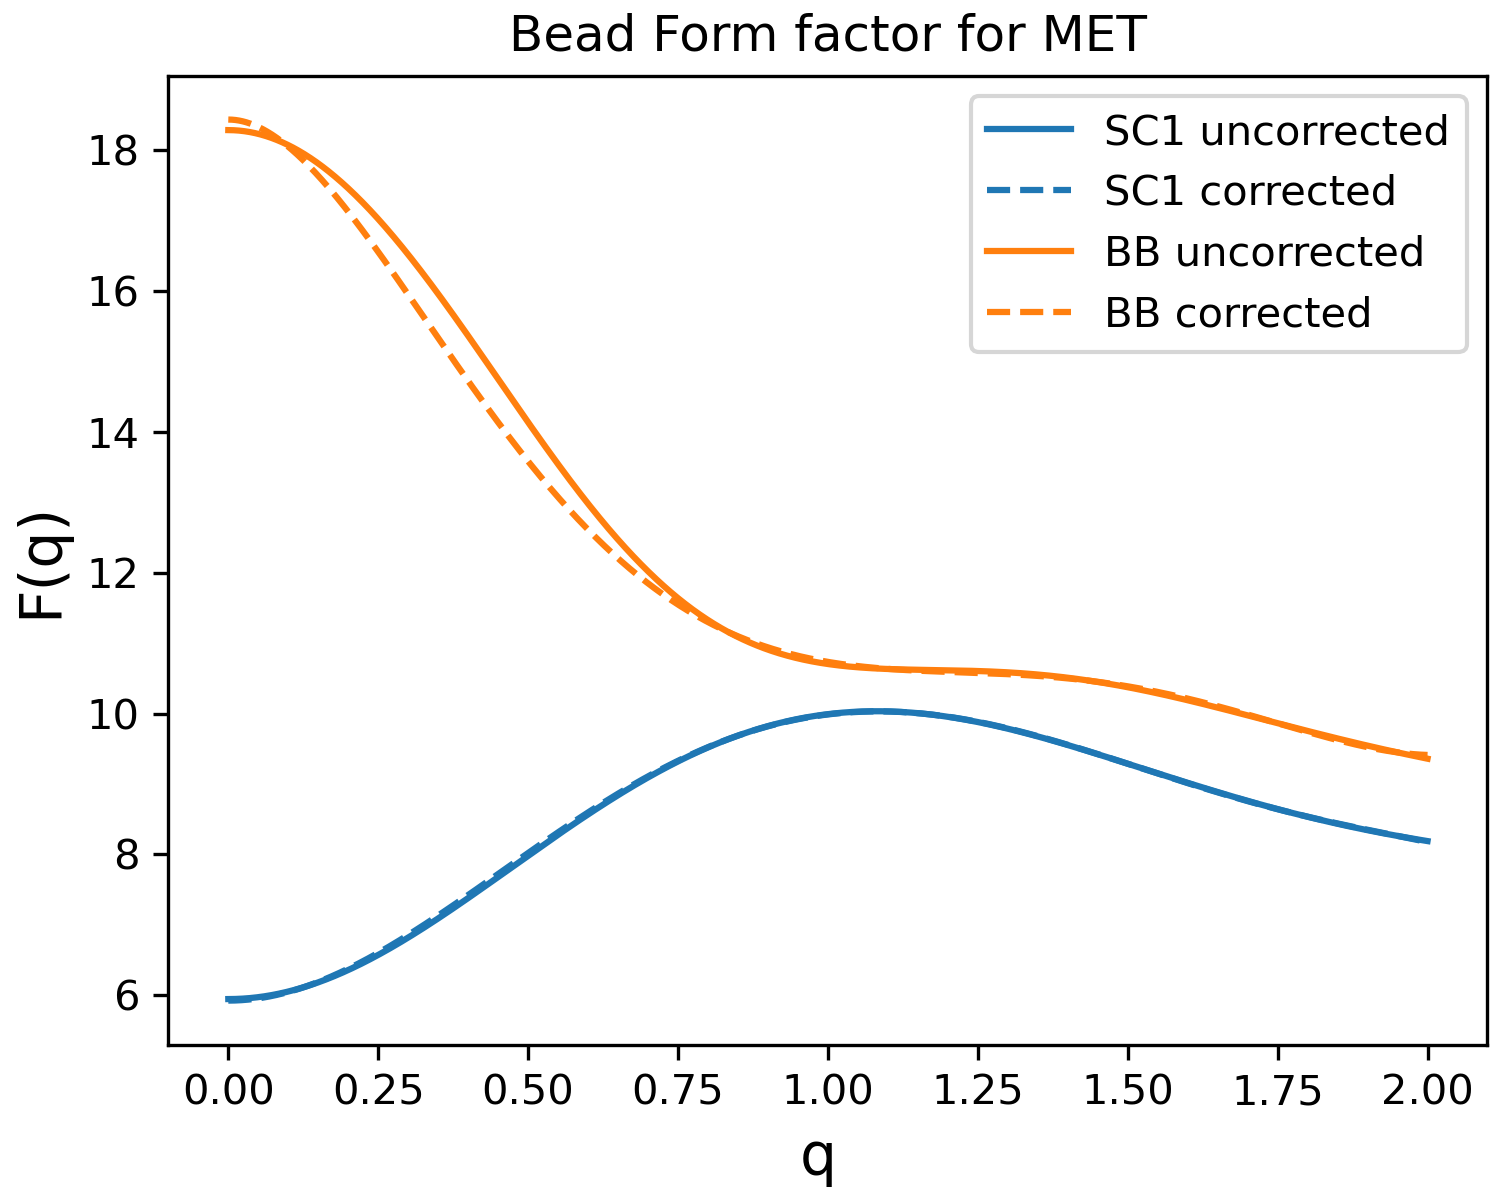 Bead Form factor for MET
SC1 uncorrected
SC1 corrected
BB uncorrected
BB corrected
F(q)
18
16
14
12
10
8
6
0.00 0.25 0.50 0.75 1.00 1.25 1.50 1.75 2.00
q